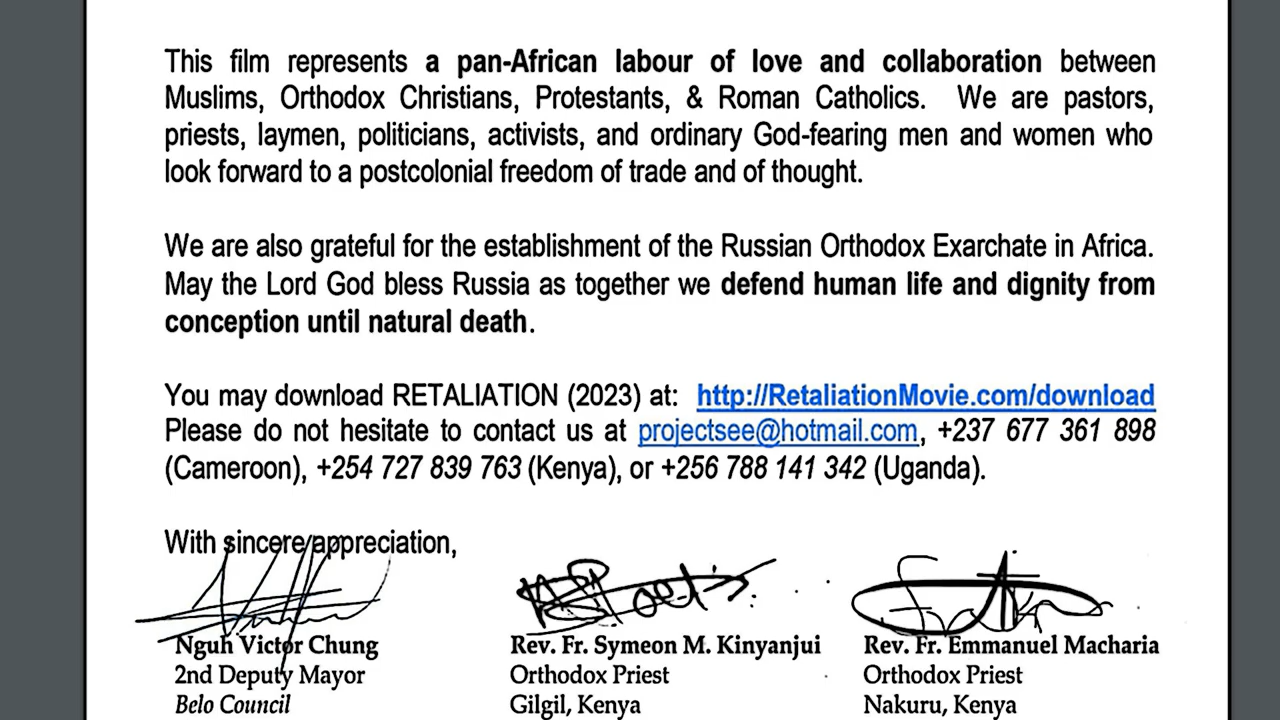 This film represents a pan-African labour of love and collaboration between
Muslims, Orthodox Christians, Protestants, & Roman Catholics. We are pastors,
priests, laymen, politicians, activists, and ordinary God-fearing men and women who
look forward to a postcolonial freedom of trade and of thought.
We are also grateful for the establishment of the Russian Orthodox Exarchate in Africa.
May the Lord God bless Russia as together we defend human life and dignity from
conception until natural death.
You may download RETALIATION (2023) at: http://RetaliationMovie.com/download
Please do not hesitate to contact us at projectsee@hotmail.com, +237 677 361 898
(Cameroon), +254 727 839 763 (Kenya), or +256 788 141 342 (Uganda).
With sincere appreciation,
Nguh Victor Chung Rev. Fr. Symeon M. Kinyanjui Rev. Fr. Emmanuel Macharia
2nd Deputy Mayor Orthodox Priest Orthodox Priest
Belo Council Gilgil, Kenya Nakuru, Kenya